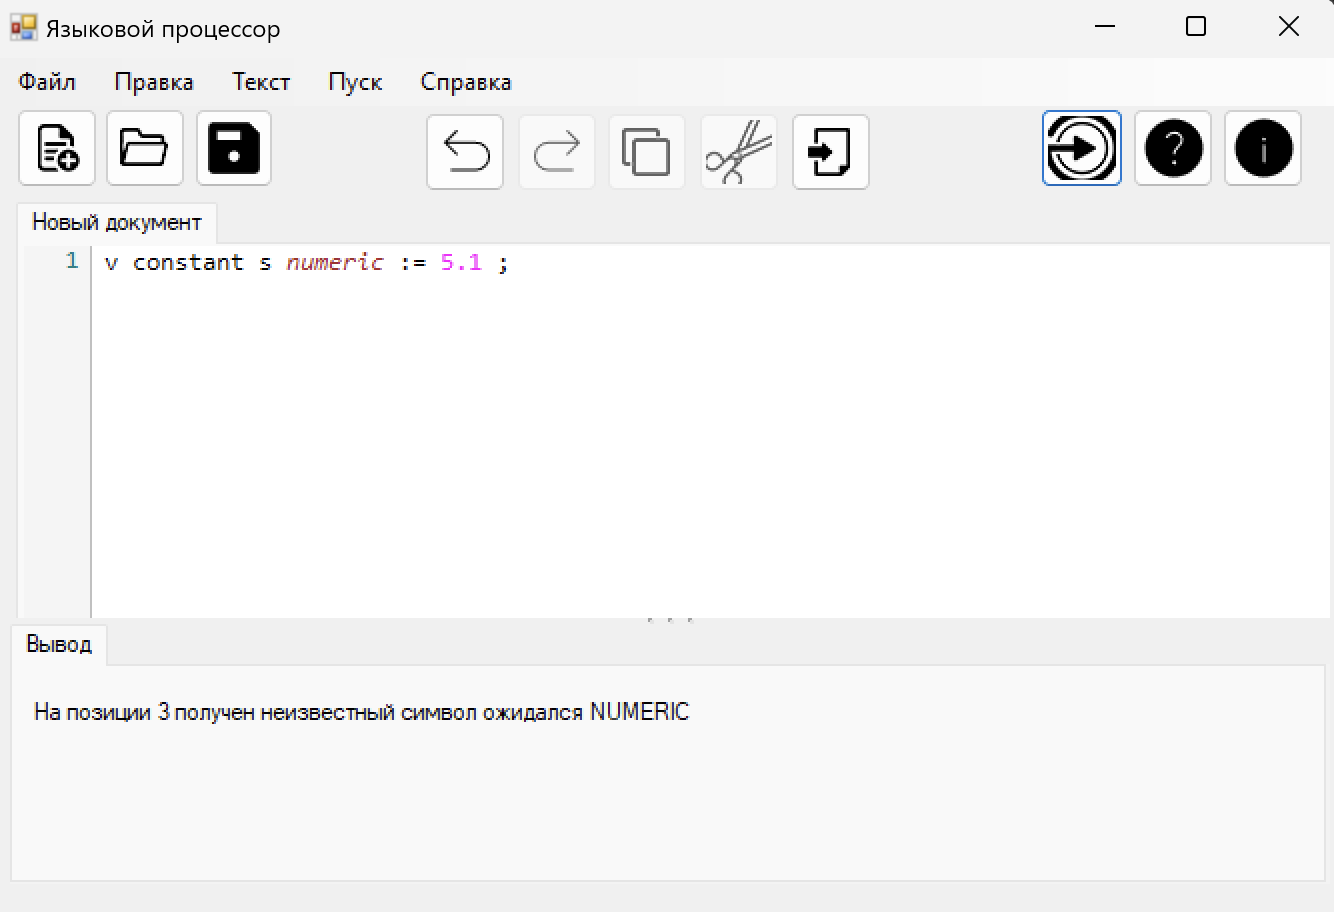 Языковой процессор
Файл Правка Текст Пуск Справка
? i
Новый документ
1 v constant s numeric := 5.1 ;
Вывод
На позиции 3 получен неизвестный символ ожидался NUMERIC